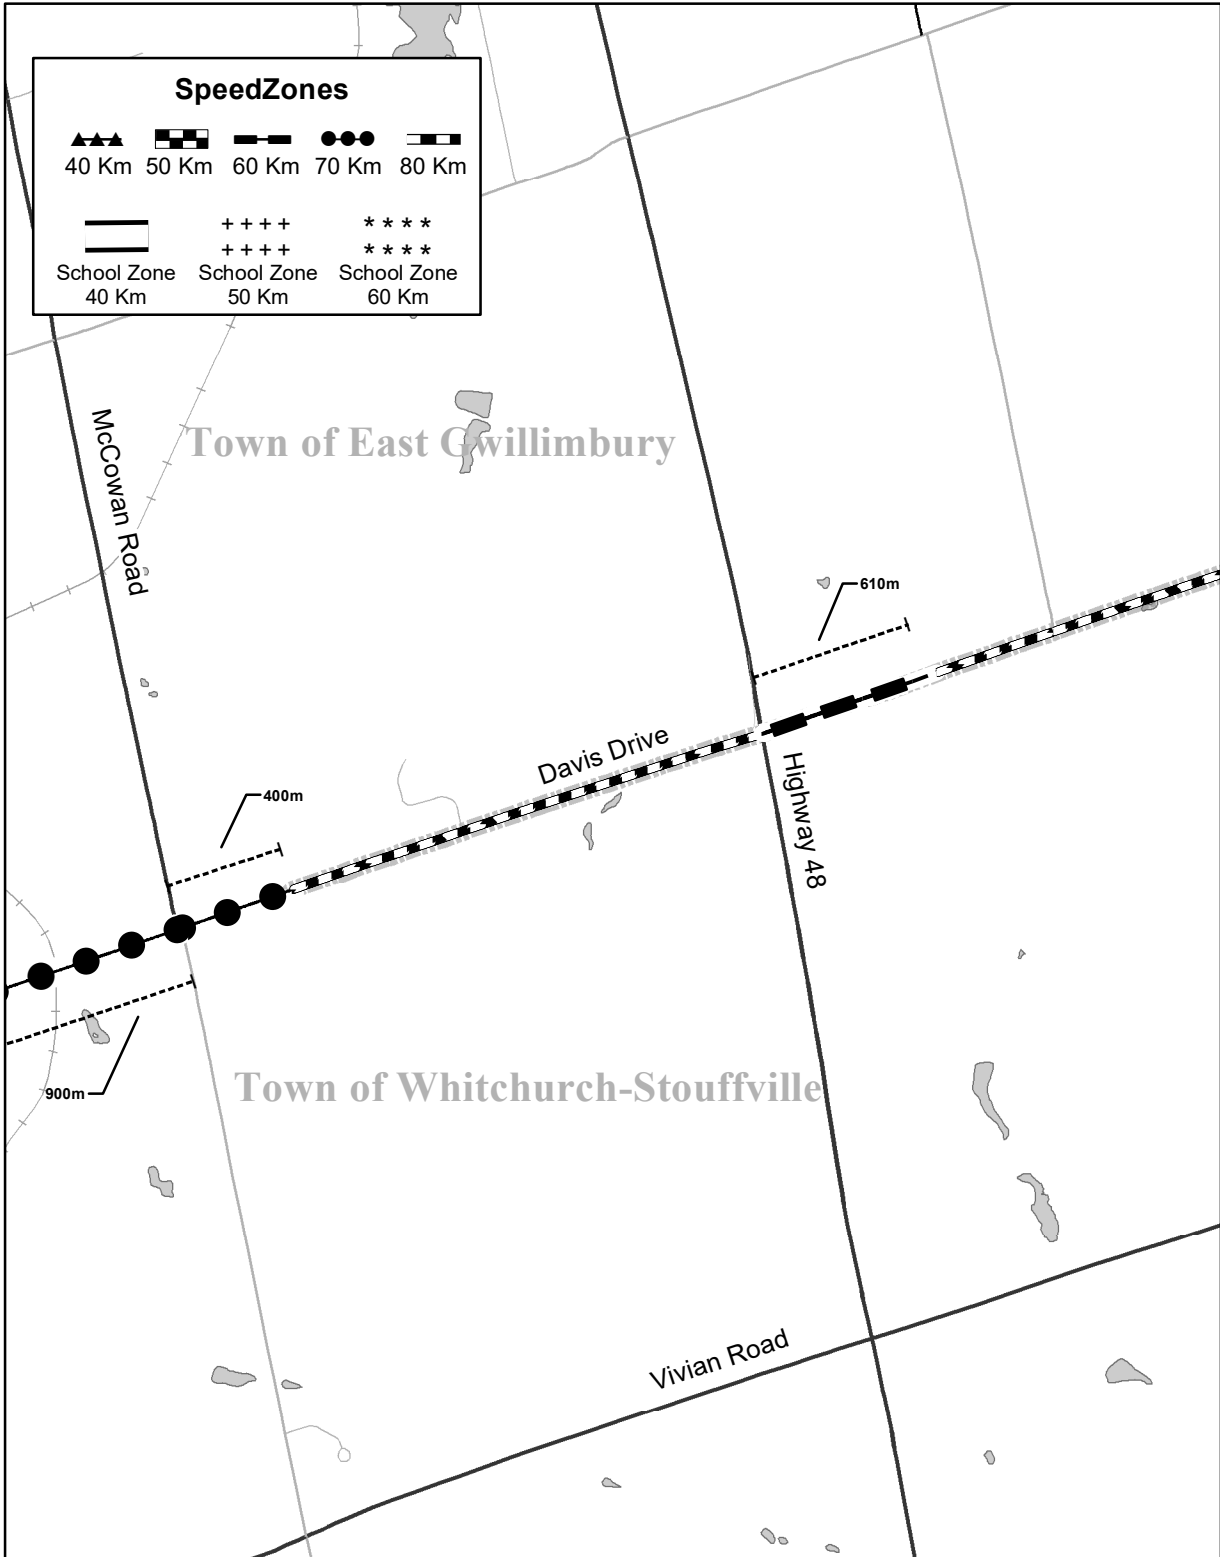 SpeedZones
40 Km 50 Km 60 Km 70 Km 80 Km
++++ ****
++++ ****
School Zone School Zone School Zone
40 Km 50 Km 60 Km
McCowan Road
Town of East Gwillimbury
610m
Davis Drive
Highway 48
400m
900m
Town of Whitchurch-Stouffville
Vivian Road